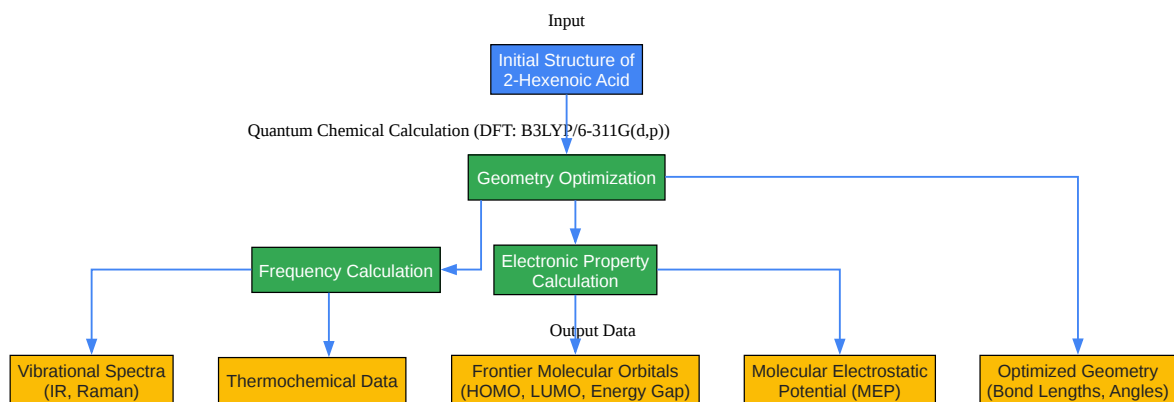 Input
Initial Structure of
2-Hexenoic Acid
Quantum Chemical Calculation (DFT: B3LYP/6-311G(d,p))
Geometry Optimization
Frequency Calculation
Electronic Property
Calculation
Output Data
Vibrational Spectra
(IR, Raman)
Thermochemical Data
Frontier Molecular Orbitals
(HOMO, LUMO, Energy Gap)
Molecular Electrostatic
Potential (MEP)
Optimized Geometry
(Bond Lengths, Angles)